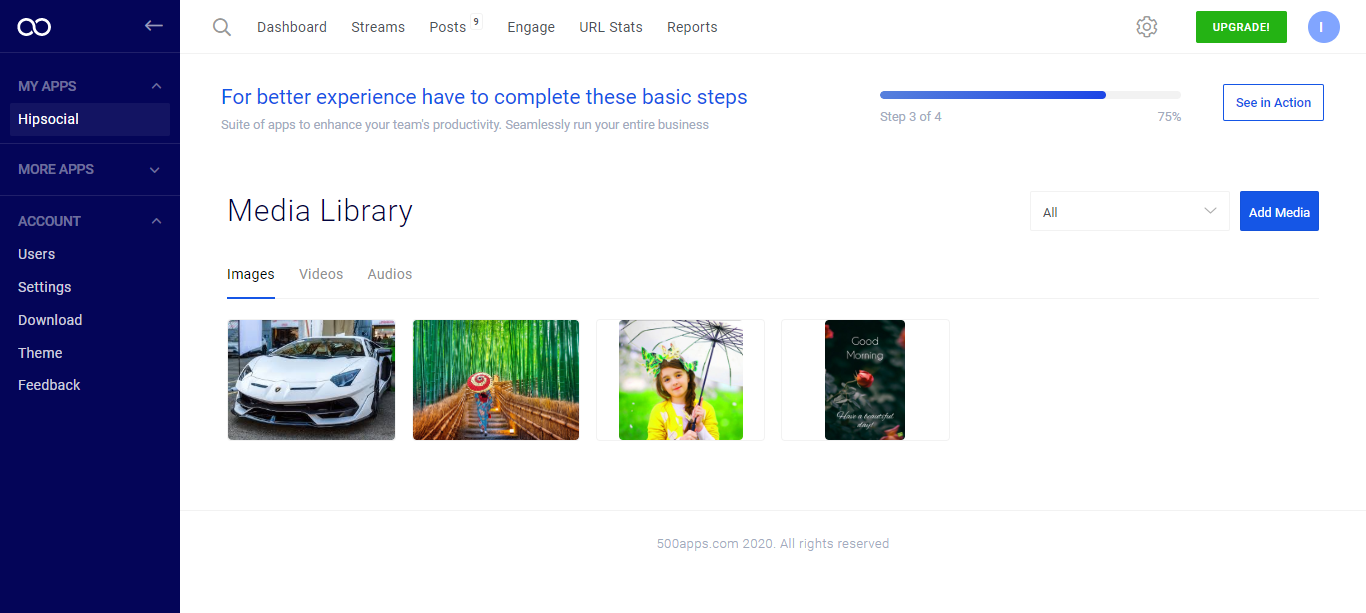 Dashboard
Streams
Posts 9
Engage
URL Stats
Reports
UPGRADE!
I
MY APPS
Hipsocial
MORE APPS
ACCOUNT
Users
Settings
Download
Theme
Feedback
For better experience have to complete these basic steps
Suite of apps to enhance your team's productivity. Seamlessly run your entire business
Step 3 of 4
75%
See in Action
Media Library
All
Add Media
Images
Videos
Audios
Good
Morning
Have a beautiful
day!
500apps.com 2020. All rights reserved